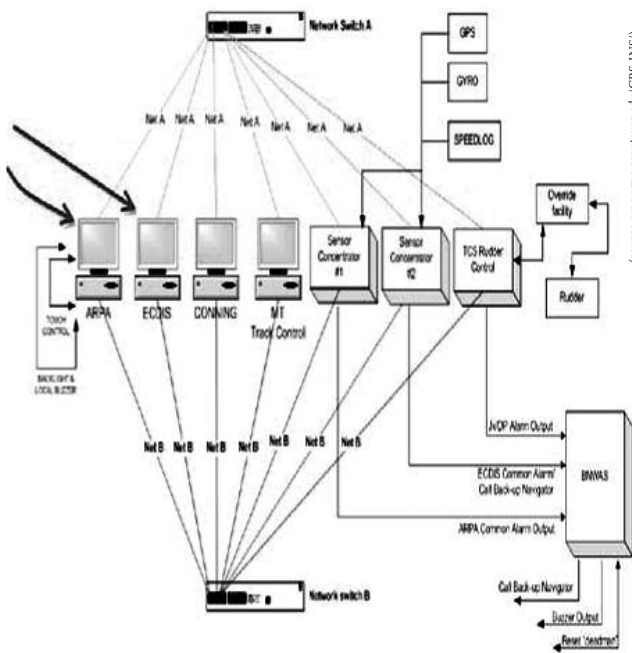 Network Switch A
GPS
GYRO
SPEEDLOG
Net A
Net A
Net A
Net A
Net A
Net A
Net A
Override
facility
Rudder
Sensor
Concentrator
#1
Sensor
Concentrator
#2
TCS Rudder
Control
ARPA
ECDIS
CONNING
MT
Track Control
TOUCH
CONTROL
BACKLIGHT &
LOCAL BUZZER
Net B
Net B
Net B
Net B
Net B
Net B
Net B
Alarm Output
ECDIS Common Alarm/
Call Back-up Navigator
ARPA Common Alarm Output
BNWAS
Network switch B
Call Back-up Navigator
Buzzer Output
Reset "deadman"